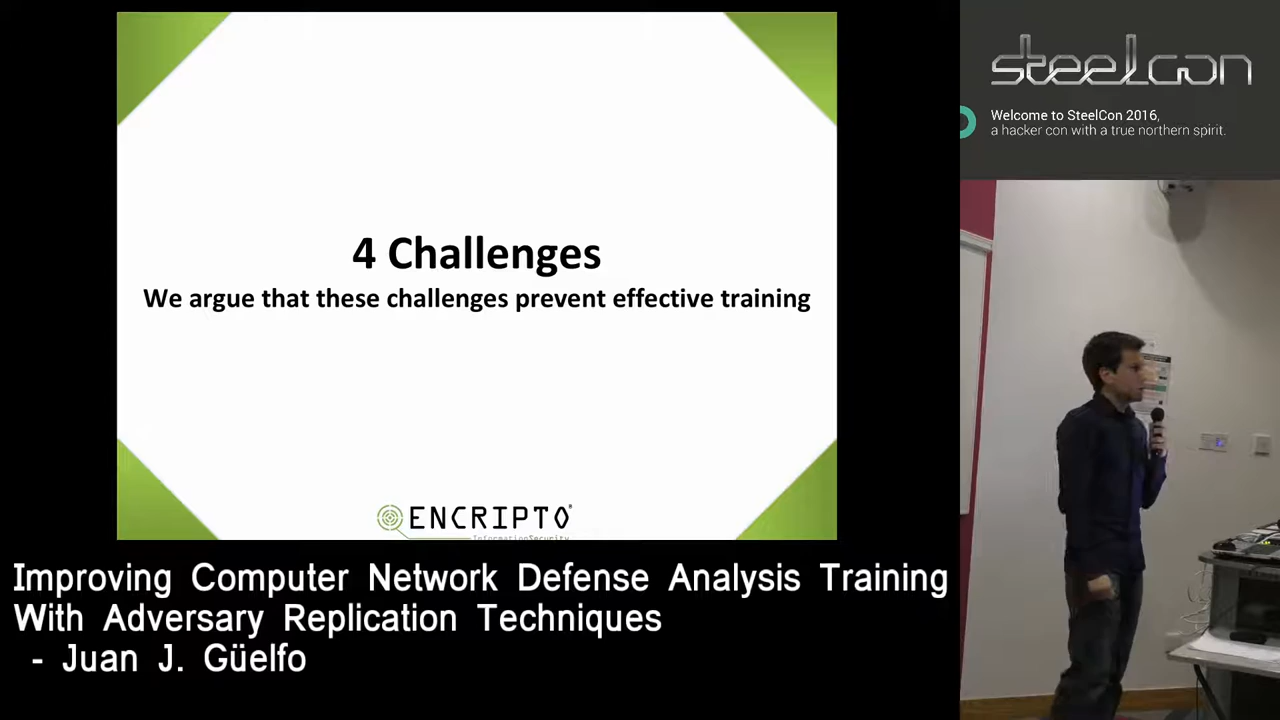 4 Challenges
We argue that these challenges prevent effective training
ENCRIPTO
InformationSecurity
steelcon
Welcome to SteelCon 2016,
a hacker con with a true northern spirit.
Improving Computer Network Defense Analysis Training
With Adversary Replication Techniques
- Juan J. Güelfo